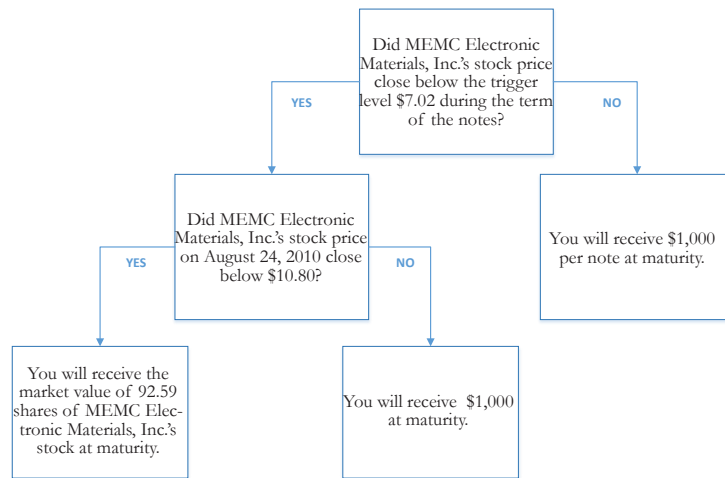 Did MEMC Electronic
Materials, Inc.'s stock price
close below the trigger
level $7.02 during the term
of the notes?
YES
NO
Did MEMC Electronic
Materials, Inc.'s stock price
on August 24, 2010 close
below $10.80?
You will receive $1,000
per note at maturity.
YES
NO
You will receive the
market value of 92.59
shares of MEMC Elec-
tronic Materials, Inc.'s
stock at maturity.
You will receive $1,000
at maturity.